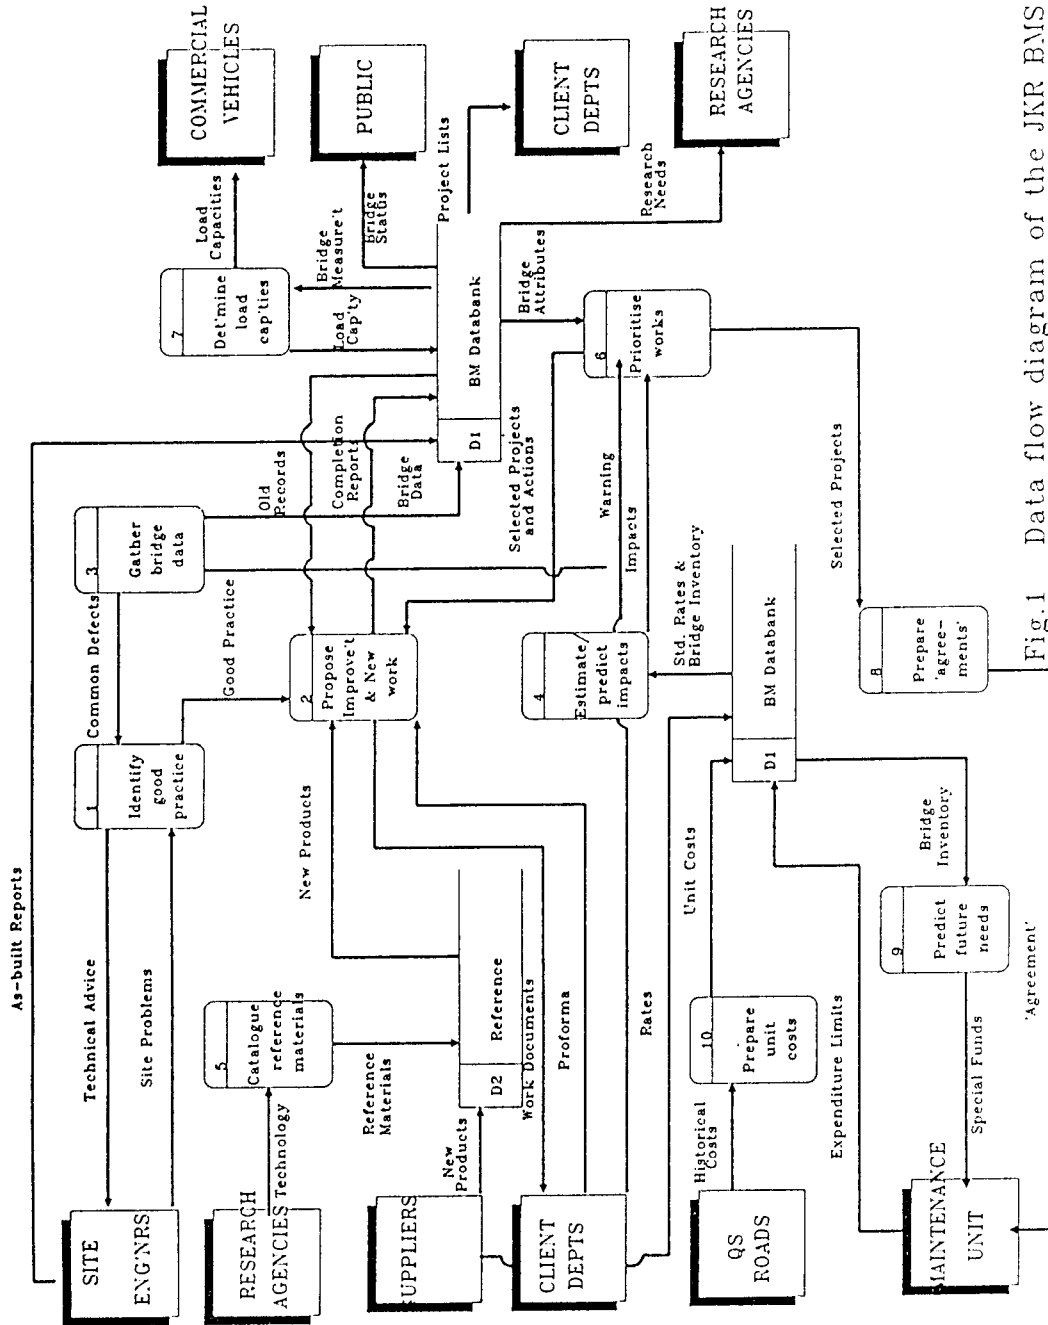 As-built Reports
SITE
ENG'NRS
Technical Advice
Site Problems
1
Identify
good
practice
Common Defects
3
Gather
bridge
data
Good Practice
Old
Records
Completion
Reports
Bridge
Data
7
Det'mine
load
cap'ties
Load
Capacities
COMMERCIAL
VEHICLES
Load
Cap'ty
Bridge
Measure't
Bridge
Status
PUBLIC
Project Lists
CLIENT
DEPTS
RESEARCH
AGENCIES
Technology
5
Catalogue
reference
materials
Reference
Materials
New Products
2
Propose
Improve't
& New
work
D1
BM Databank
Research
Needs
RESEARCH
AGENCIES
Bridge
Attributes
Selected Projects
and Actions
SUPPLIERS
New
Products
D2
Reference
Work Documents
CLIENT
DEPTS
Proforma
Rates
4
Estimate/
predict
impacts
Warning
Impacts
6
Prioritise
works
Std. Rates &
Bridge Inventory
QS
ROADS
Historical
Costs
10
Prepare
unit
costs
Unit Costs
D1
BM Databank
Selected Projects
Expenditure Limits
MAINTENANCE
UNIT
Special Funds
9
Predict
future
needs
Bridge
Inventory
8
Prepare
'agree-
ments'
'Agreement'
Fig.1 Data flow diagram of the JKR BMS